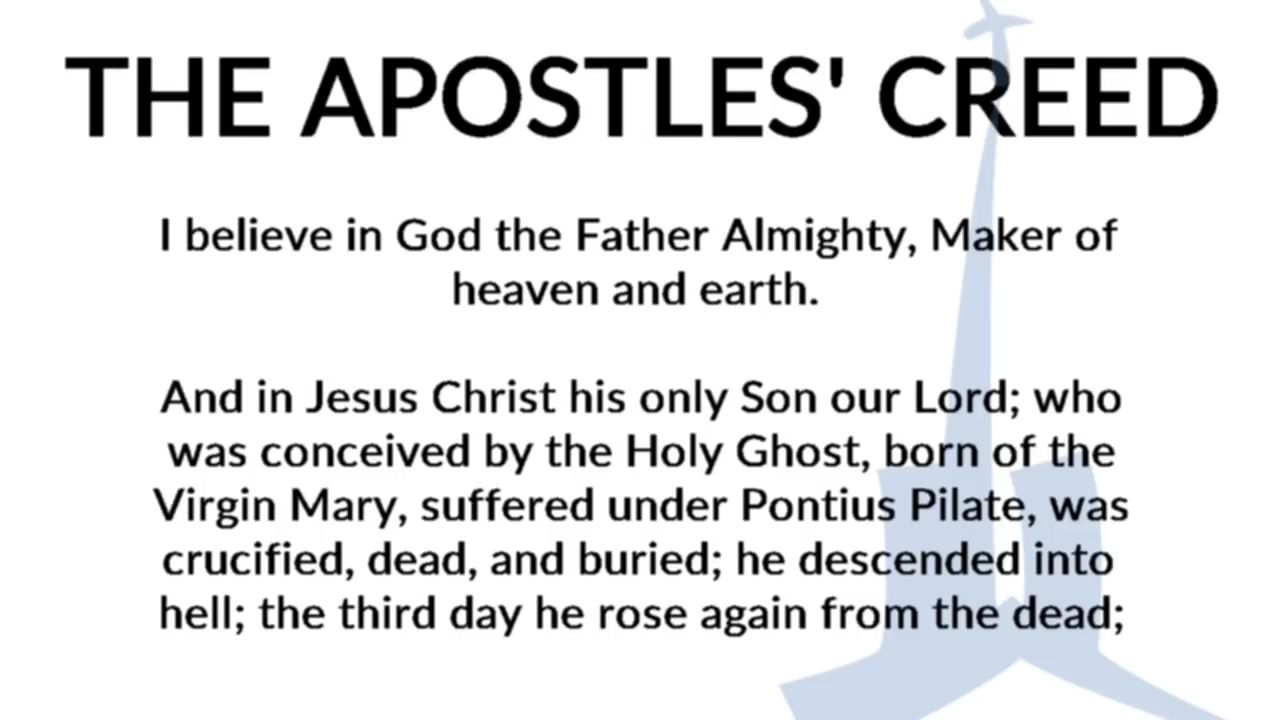 THE APOSTLES' CREED
I believe in God the Father Almighty, Maker of
heaven and earth.
And in Jesus Christ his only Son our Lord; who
was conceived by the Holy Ghost, born of the
Virgin Mary, suffered under Pontius Pilate, was
crucified, dead, and buried; he descended into
hell; the third day he rose again from the dead;